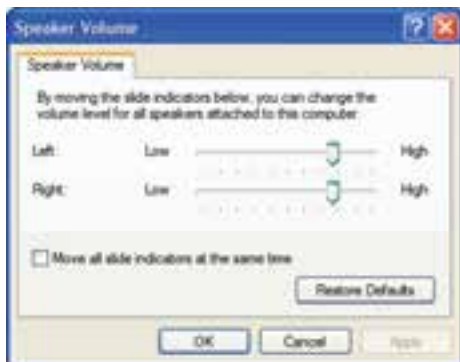 Speaker Volume
Speaker Volume
By moving the slide indicators below, you can change the
volume level for all speakers attached to this computer
Left: Low High
Right: Low High
Move all slide indicators at the same time
Restore Defaults
OK Cancel Apply